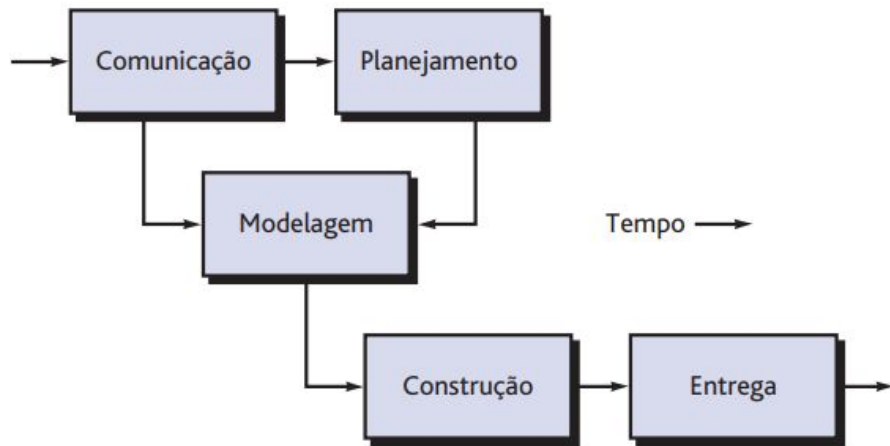 Comunicação
Planejamento
Modelagem
Tempo
Construção
Entrega